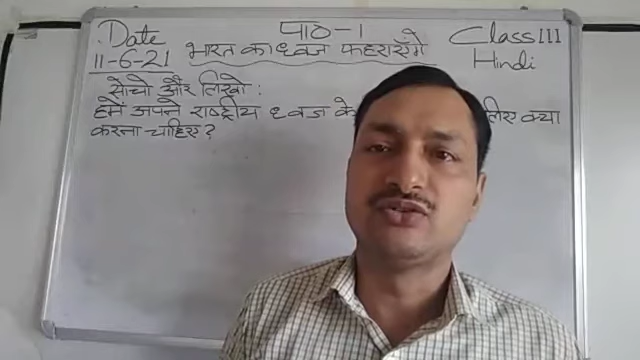 Date
11-6-21
पाठ-1
भारत का ध्वज फहराएँगे
Class III
Hindi
सोचो और लिखो :
हमें अपने राष्ट्रीय ध्वज के लिए क्या
करना चाहिए ?